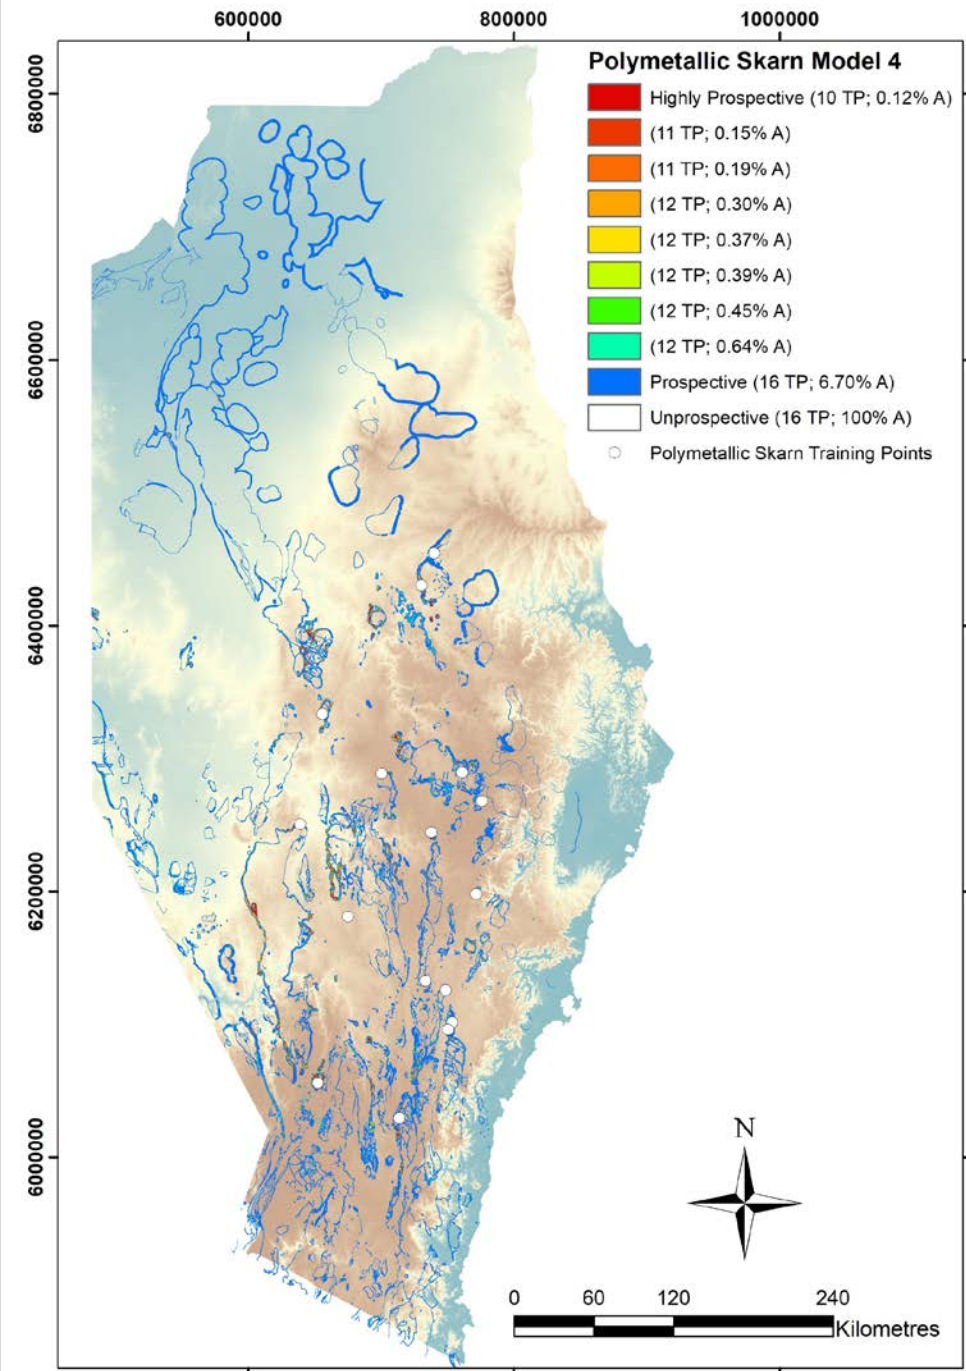 600000
800000
1000000
6800000
6600000
6400000
6200000
6000000
Polymetallic Skarn Model 4
Highly Prospective (10 TP; 0.12% A)
(11 TP; 0.15% A)
(11 TP; 0.19% A)
(12 TP; 0.30% A)
(12 TP; 0.37% A)
(12 TP; 0.39% A)
(12 TP; 0.45% A)
(12 TP; 0.64% A)
Prospective (16 TP; 6.70% A)
Unprospective (16 TP; 100% A)
Polymetallic Skarn Training Points
N
0 60 120 240
Kilometres